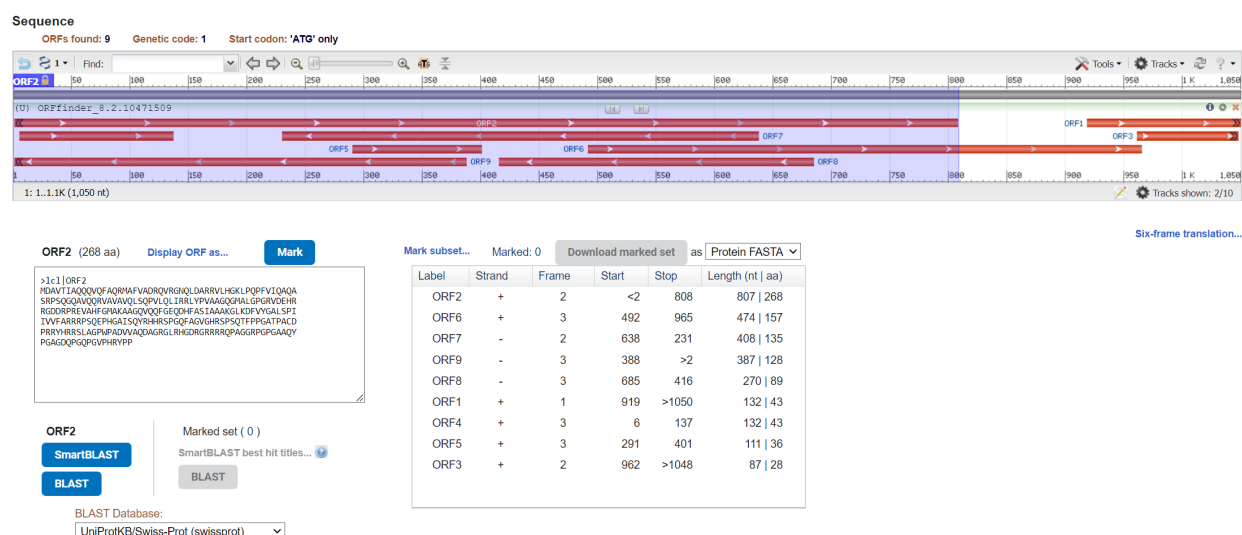 Sequence
ORFs found: 9 Genetic code: 1 Start codon: 'ATG' only
1 Find: Tools Tracks ?
ORF2 50 100 150 200 250 300 350 400 450 500 550 600 650 700 750 800 850 900 950 1 K 1,050
(U) ORFfinder_8.2.10471509
ORF2 ORF1
ORF7 ORF3
ORF5 ORF6
ORF9 ORF8
1 50 100 150 200 250 300 350 400 450 500 550 600 650 700 750 800 850 900 950 1 K 1,050
1: 1..1.1K (1,050 nt) Tracks shown: 2/10
Six-frame translation...
ORF2 (268 aa) Display ORF as... Mark
>lcl|ORF2
MDAVTIAQQQVQFAQRMAFVADRQVRGNQLDARRVLHGKLPQPFVIQAQA
SRPSQGQAVQQRVAVAVQLSQPVLQLIRRLYPVAAGQGMALGPGRVDEHR
RGDDRPREVAHFGMAKAAGQVQQFGEQDHFASIAAAKGLKDFVYGALSPI
IVVFARRRPSQEPHGAISQYRHHRSPGQFAGVGHRSPSQTFPPGATPACD
PRRYHRRSLAGPWPADVVAQDAGRGLRHGDRGRRRRQPAGGRPGPGAAQY
PGAGDQPGQPGVPHRYPP
Mark subset... Marked: 0 Download marked set as Protein FASTA
Label Strand Frame Start Stop Length (nt | aa)
ORF2 + 2 <2 808 807 | 268
ORF6 + 3 492 965 474 | 157
ORF7 - 2 638 231 408 | 135
ORF9 - 3 388 >2 387 | 128
ORF8 - 3 685 416 270 | 89
ORF1 + 1 919 >1050 132 | 43
ORF4 + 3 6 137 132 | 43
ORF5 + 3 291 401 111 | 36
ORF3 + 2 962 >1048 87 | 28
ORF2 Marked set ( 0 )
SmartBLAST SmartBLAST best hit titles... ?
BLAST BLAST
BLAST Database:
UniProtKB/Swiss-Prot (swissprot)